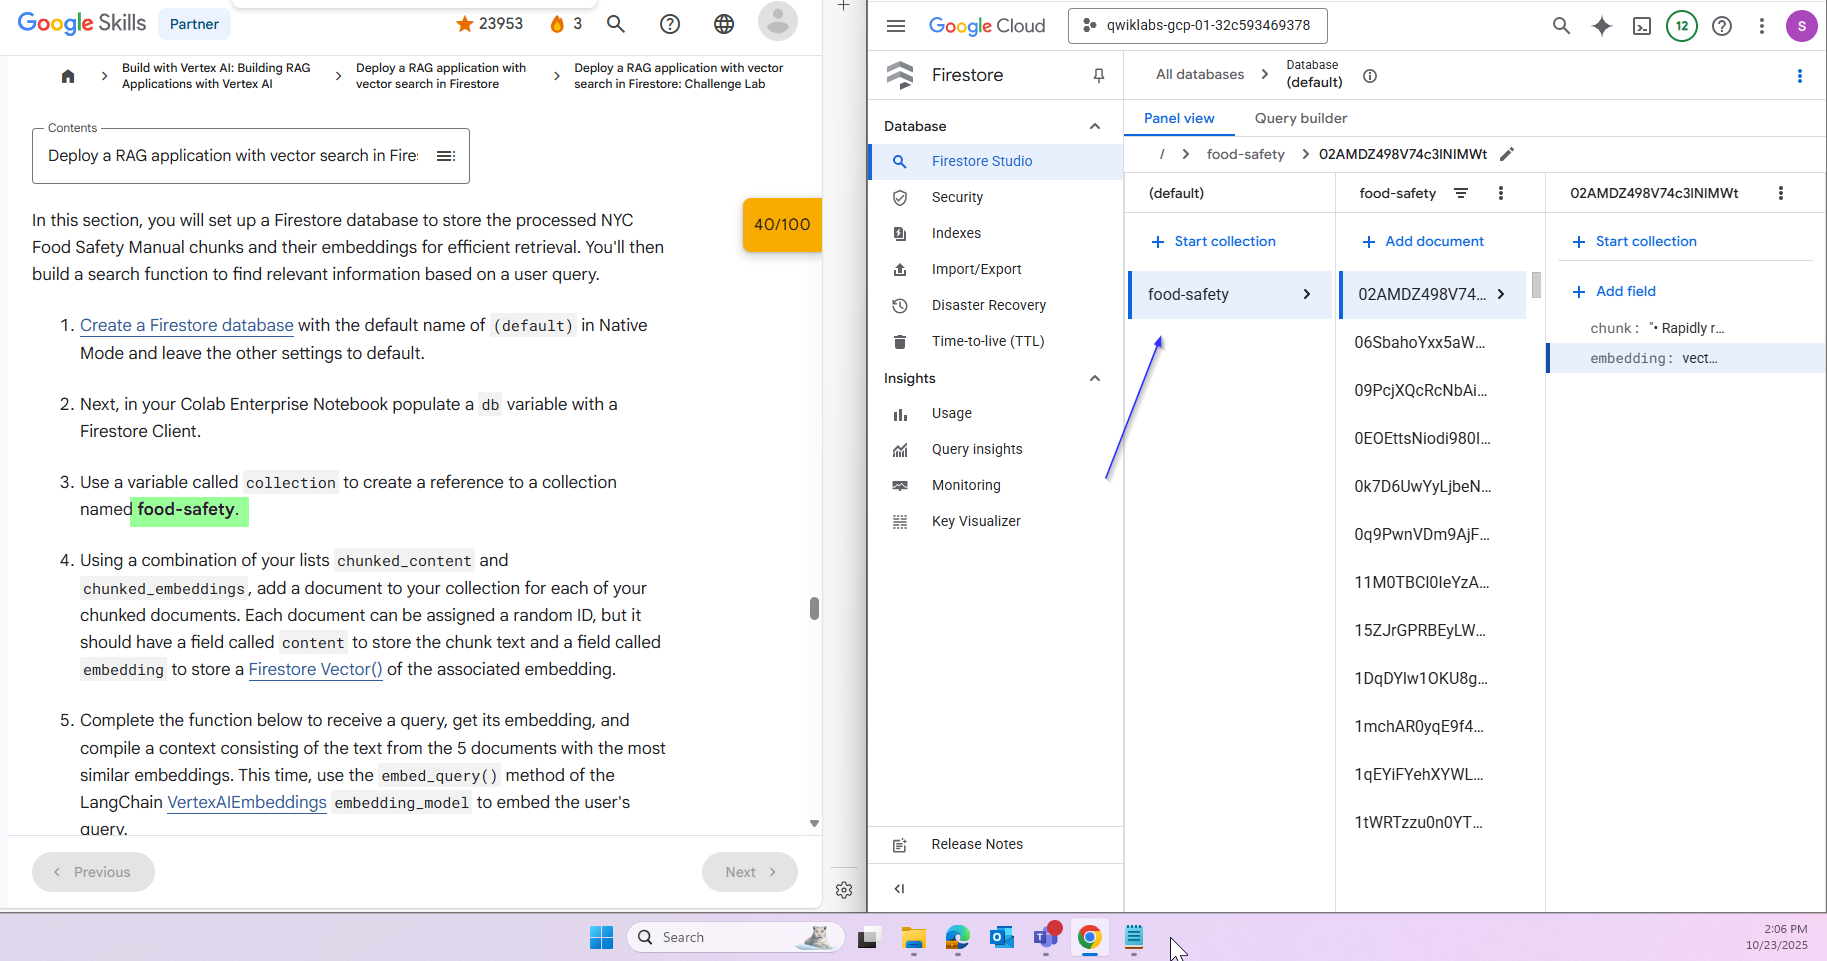 Google Skills
Partner
23953
3
Build with Vertex AI: Building RAG Applications with Vertex AI
Deploy a RAG application with vector search in Firestore
Deploy a RAG application with vector search in Firestore: Challenge Lab
Contents
Deploy a RAG application with vector search in Fire
40/100
In this section, you will set up a Firestore database to store the processed NYC
Food Safety Manual chunks and their embeddings for efficient retrieval. You'll then
build a search function to find relevant information based on a user query.
1. Create a Firestore database with the default name of (default) in Native
Mode and leave the other settings to default.
2. Next, in your Colab Enterprise Notebook populate a db variable with a
Firestore Client.
3. Use a variable called collection to create a reference to a collection
named food-safety.
4. Using a combination of your lists chunked_content and
chunked_embeddings, add a document to your collection for each of your
chunked documents. Each document can be assigned a random ID, but it
should have a field called content to store the chunk text and a field called
embedding to store a Firestore Vector() of the associated embedding.
5. Complete the function below to receive a query, get its embedding, and
compile a context consisting of the text from the 5 documents with the most
similar embeddings. This time, use the embed_query() method of the
LangChain VertexAIEmbeddings embedding_model to embed the user's
query.
Previous
Next
Google Cloud
qwiklabs-gcp-01-32c593469378
12
S
Firestore
All databases
Database
(default)
Database
Firestore Studio
Security
Indexes
Import/Export
Disaster Recovery
Time-to-live (TTL)
Insights
Usage
Query insights
Monitoring
Key Visualizer
Release Notes
Panel view
Query builder
/ > food-safety > 02AMDZ498V74c3INIMWt
(default)
Start collection
food-safety
food-safety
Add document
02AMDZ498V74...
06SbahoYxx5aW...
09PcjXQcRcNbAi...
0EOEttsNiodi980I...
0k7D6UwYyLjbeN...
0q9PwnVDm9AjF...
11M0TBCI0IeYzA...
15ZJrGPRBEyLW...
1DqDYlw1OKU8g...
1mchAR0yqE9f4...
1qEYiFYehXYWL...
1tWRTzzu0n0YT...
02AMDZ498V74c3INIMWt
Start collection
Add field
chunk: "• Rapidly r...
embedding: vect...
Search
2:06 PM
10/23/2025